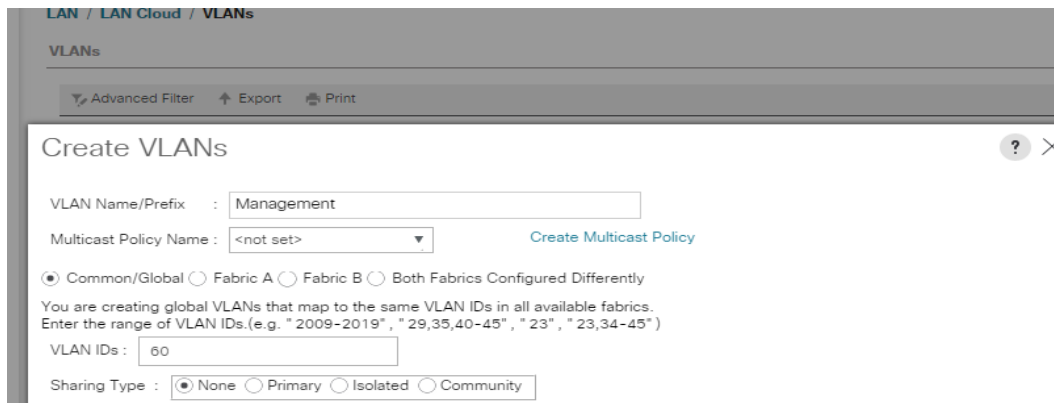 LAN / LAN Cloud / VLANs
VLANs
Advanced Filter Export Print
Create VLANs ?
VLAN Name/Prefix : Management
Multicast Policy Name : <not set> Create Multicast Policy
Common/Global Fabric A Fabric B Both Fabrics Configured Differently
You are creating global VLANs that map to the same VLAN IDs in all available fabrics.
Enter the range of VLAN IDs.(e.g. "2009-2019" , "29,35,40-45" , "23" , "23,34-45" )
VLAN IDs : 60
Sharing Type : None Primary Isolated Community